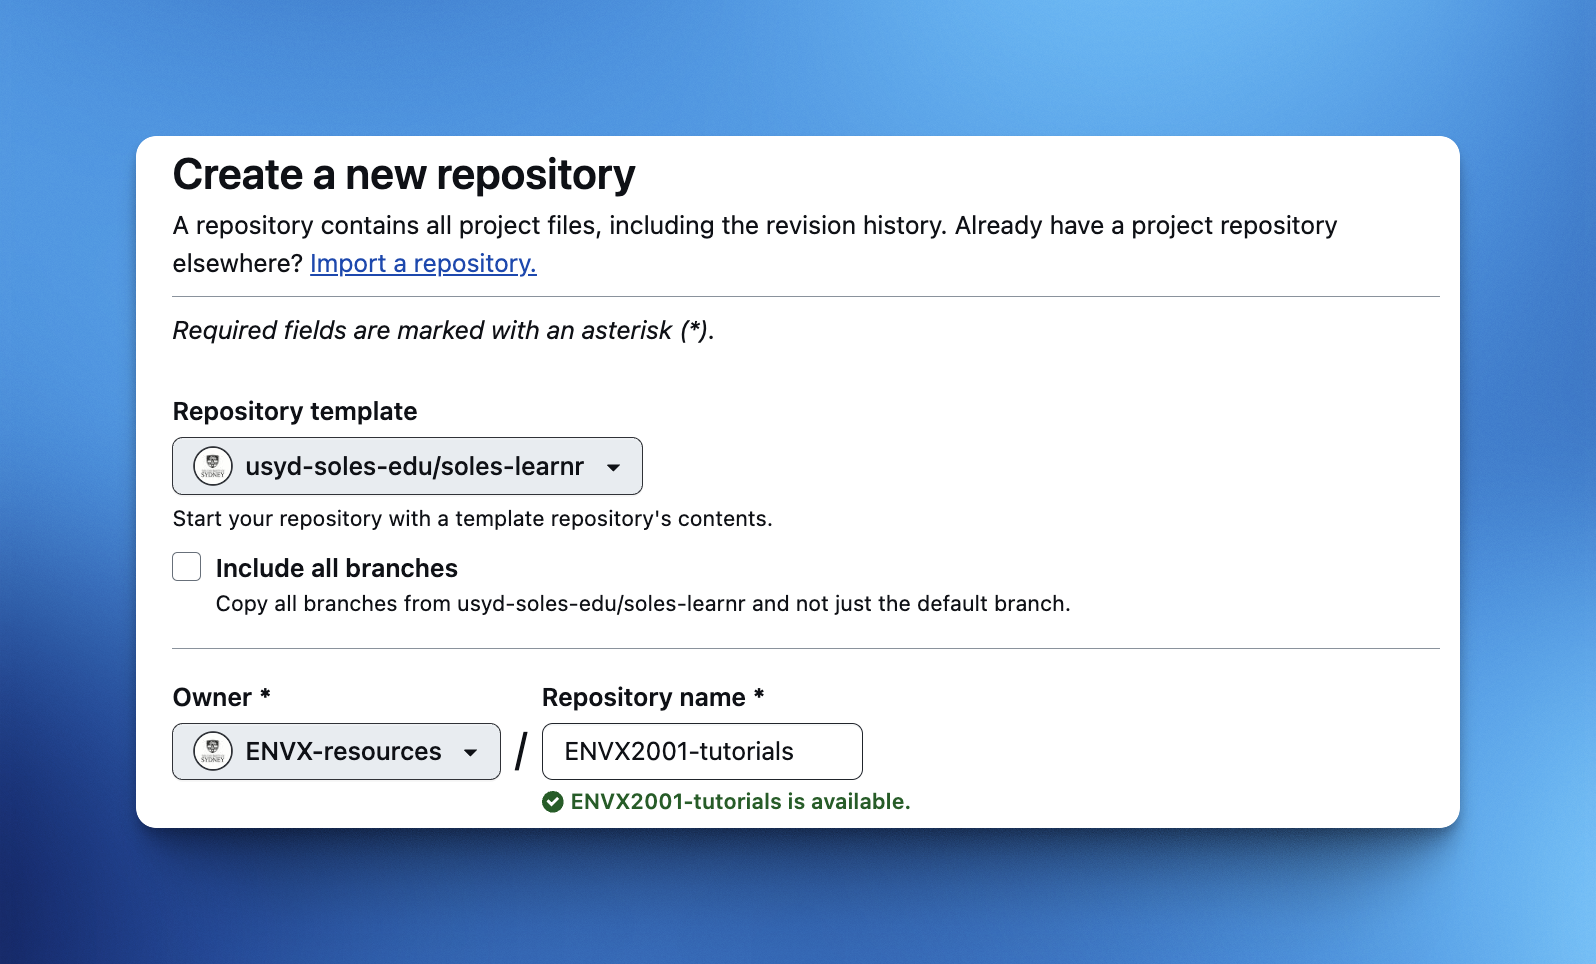 Create a new repository
A repository contains all project files, including the revision history. Already have a project repository
elsewhere? Import a repository.
Required fields are marked with an asterisk (*).
Repository template
usyd-soles-edu/soles-learnr
Start your repository with a template repository's contents.
Include all branches
Copy all branches from usyd-soles-edu/soles-learnr and not just the default branch.
Owner * Repository name *
ENVX-resources / ENVX2001-tutorials
ENVX2001-tutorials is available.